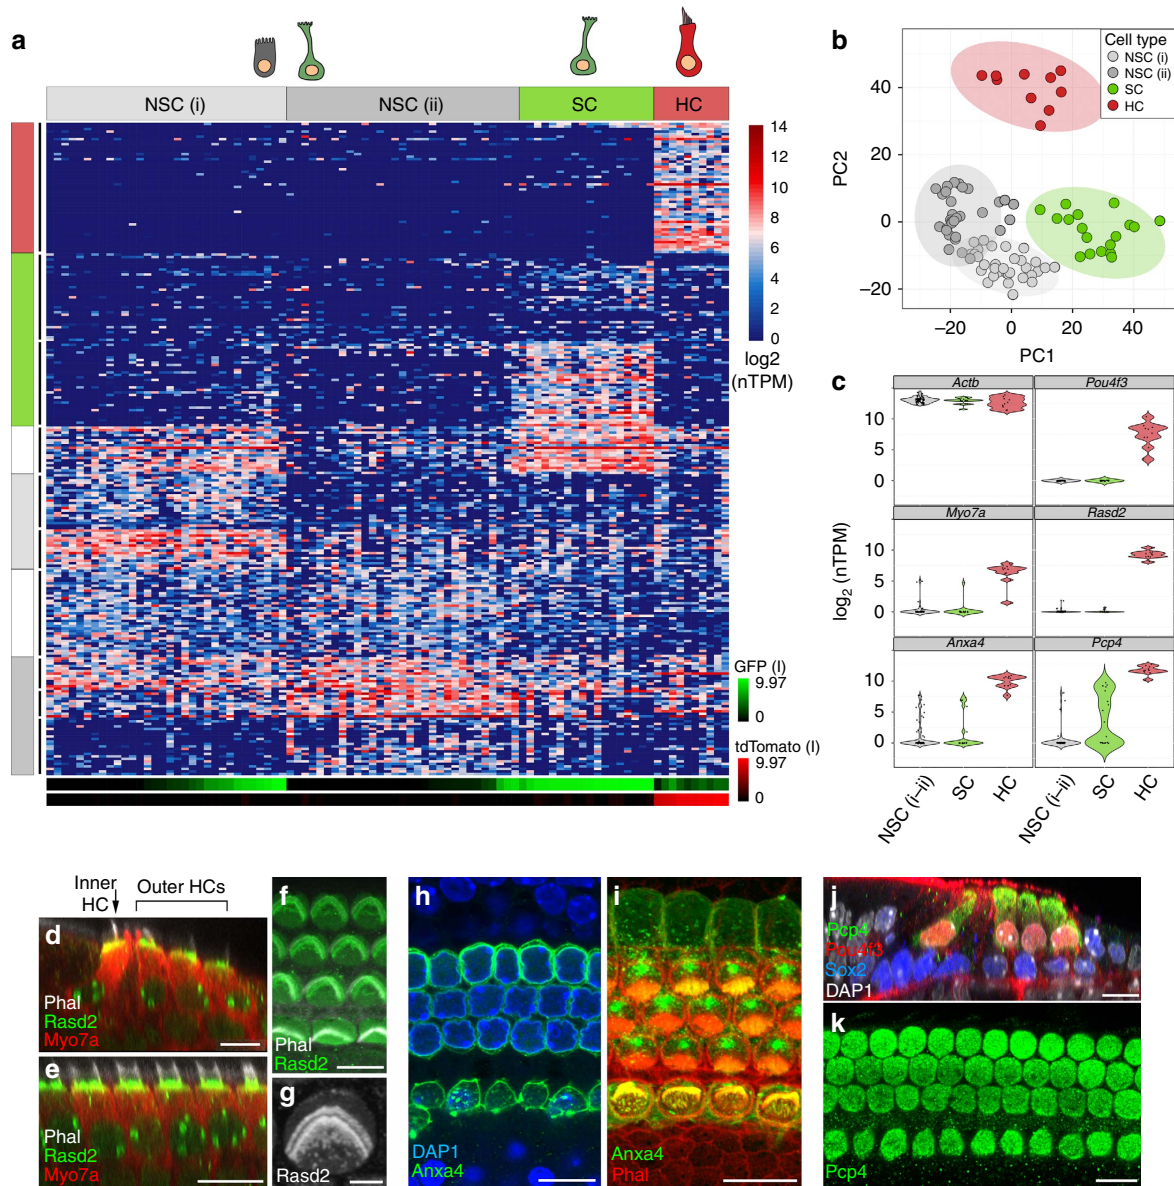 a
NSC (i)
NSC (ii)
SC
HC
14
12
10
8
6
4
2
0
log2
(nTPM)
GFP (I)
9.97
0
tdTomato (I)
9.97
0
b
Cell type
NSC (i)
NSC (ii)
SC
HC
40
20
0
−20
PC2
−20
0
20
40
PC1
c
Actb
Pou4f3
10
5
0
Myo7a
Rasd2
10
5
0
Anxa4
Pcp4
10
5
0
log2 (nTPM)
NSC (i–ii)
SC
HC
NSC (i–ii)
SC
HC
Inner
HC
Outer HCs
d
Phal
Rasd2
Myo7a
e
Phal
Rasd2
Myo7a
f
Phal
Rasd2
g
Rasd2
h
DAP1
Anxa4
i
Anxa4
Phal
j
Pcp4
Pou4f3
Sox2
DAP1
k
Pcp4